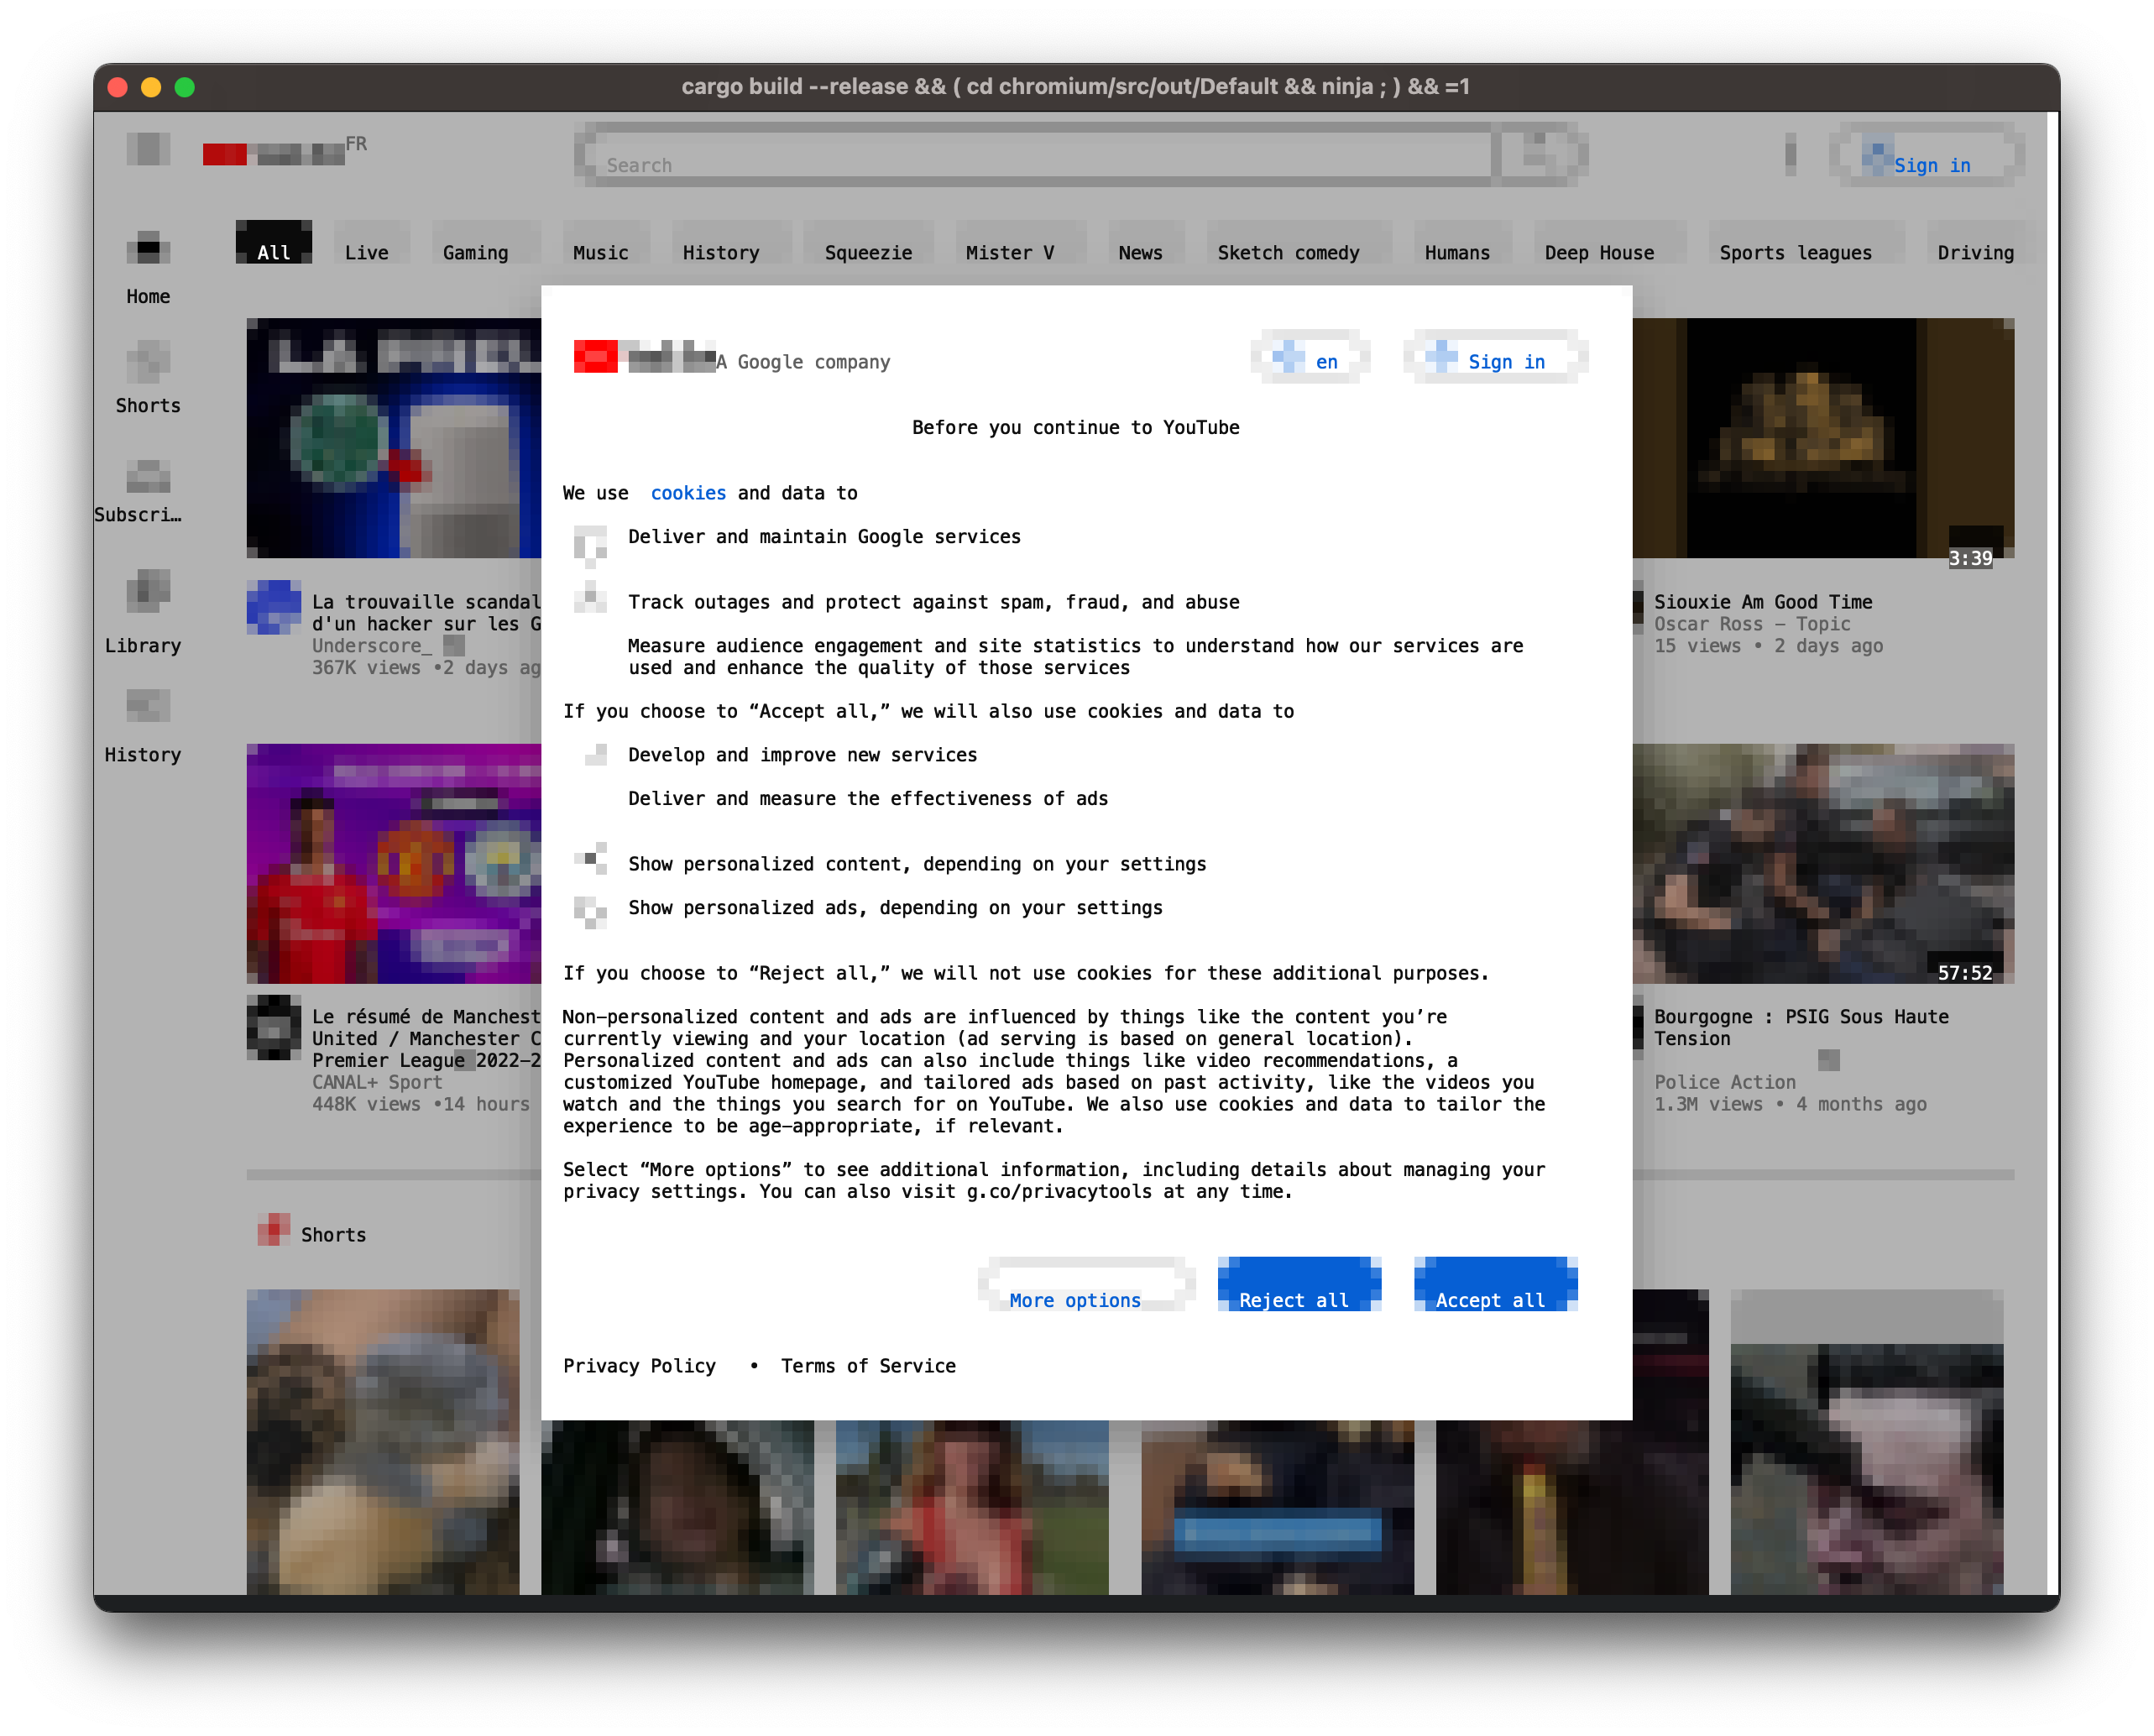 cargo build --release && ( cd chromium/src/out/Default && ninja ; ) && =1
FR
Search
Sign in
All Live Gaming Music History Squeezie Mister V News Sketch comedy Humans Deep House Sports leagues Driving
Home
Shorts
Subscri…
Library
History
3:39
La trouvaille scandal
d'un hacker sur les G
Underscore_
367K views •2 days ag
Siouxie Am Good Time
Oscar Ross – Topic
15 views • 2 days ago
57:52
Le résumé de Manchest
United / Manchester C
Premier League 2022–2
CANAL+ Sport
448K views •14 hours
Bourgogne : PSIG Sous Haute
Tension
Police Action
1.3M views • 4 months ago
Shorts
A Google company
en
Sign in
Before you continue to YouTube
We use cookies and data to
Deliver and maintain Google services
Track outages and protect against spam, fraud, and abuse
Measure audience engagement and site statistics to understand how our services are
used and enhance the quality of those services
If you choose to “Accept all,” we will also use cookies and data to
Develop and improve new services
Deliver and measure the effectiveness of ads
Show personalized content, depending on your settings
Show personalized ads, depending on your settings
If you choose to “Reject all,” we will not use cookies for these additional purposes.
Non–personalized content and ads are influenced by things like the content you’re
currently viewing and your location (ad serving is based on general location).
Personalized content and ads can also include things like video recommendations, a
customized YouTube homepage, and tailored ads based on past activity, like the videos you
watch and the things you search for on YouTube. We also use cookies and data to tailor the
experience to be age–appropriate, if relevant.
Select “More options” to see additional information, including details about managing your
privacy settings. You can also visit g.co/privacytools at any time.
More options
Reject all
Accept all
Privacy Policy • Terms of Service